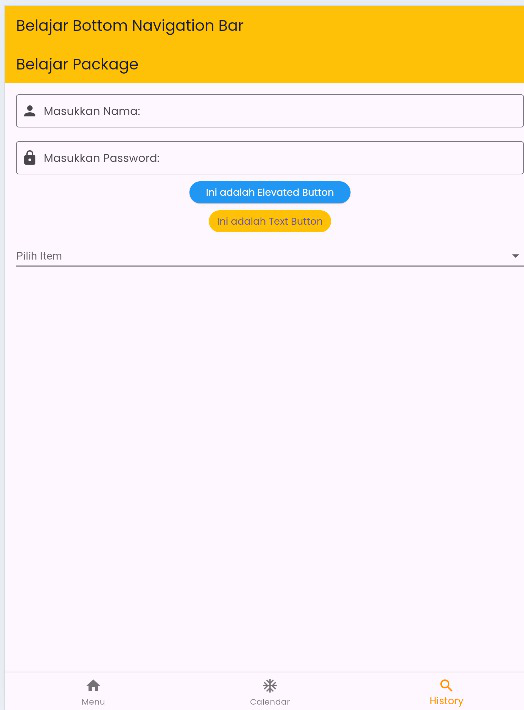 Belajar Bottom Navigation Bar
Belajar Package
Masukkan Nama:
Masukkan Password:
Ini adalah Elevated Button
Ini adalah Text Button
Pilih Item
Menu
Calendar
History